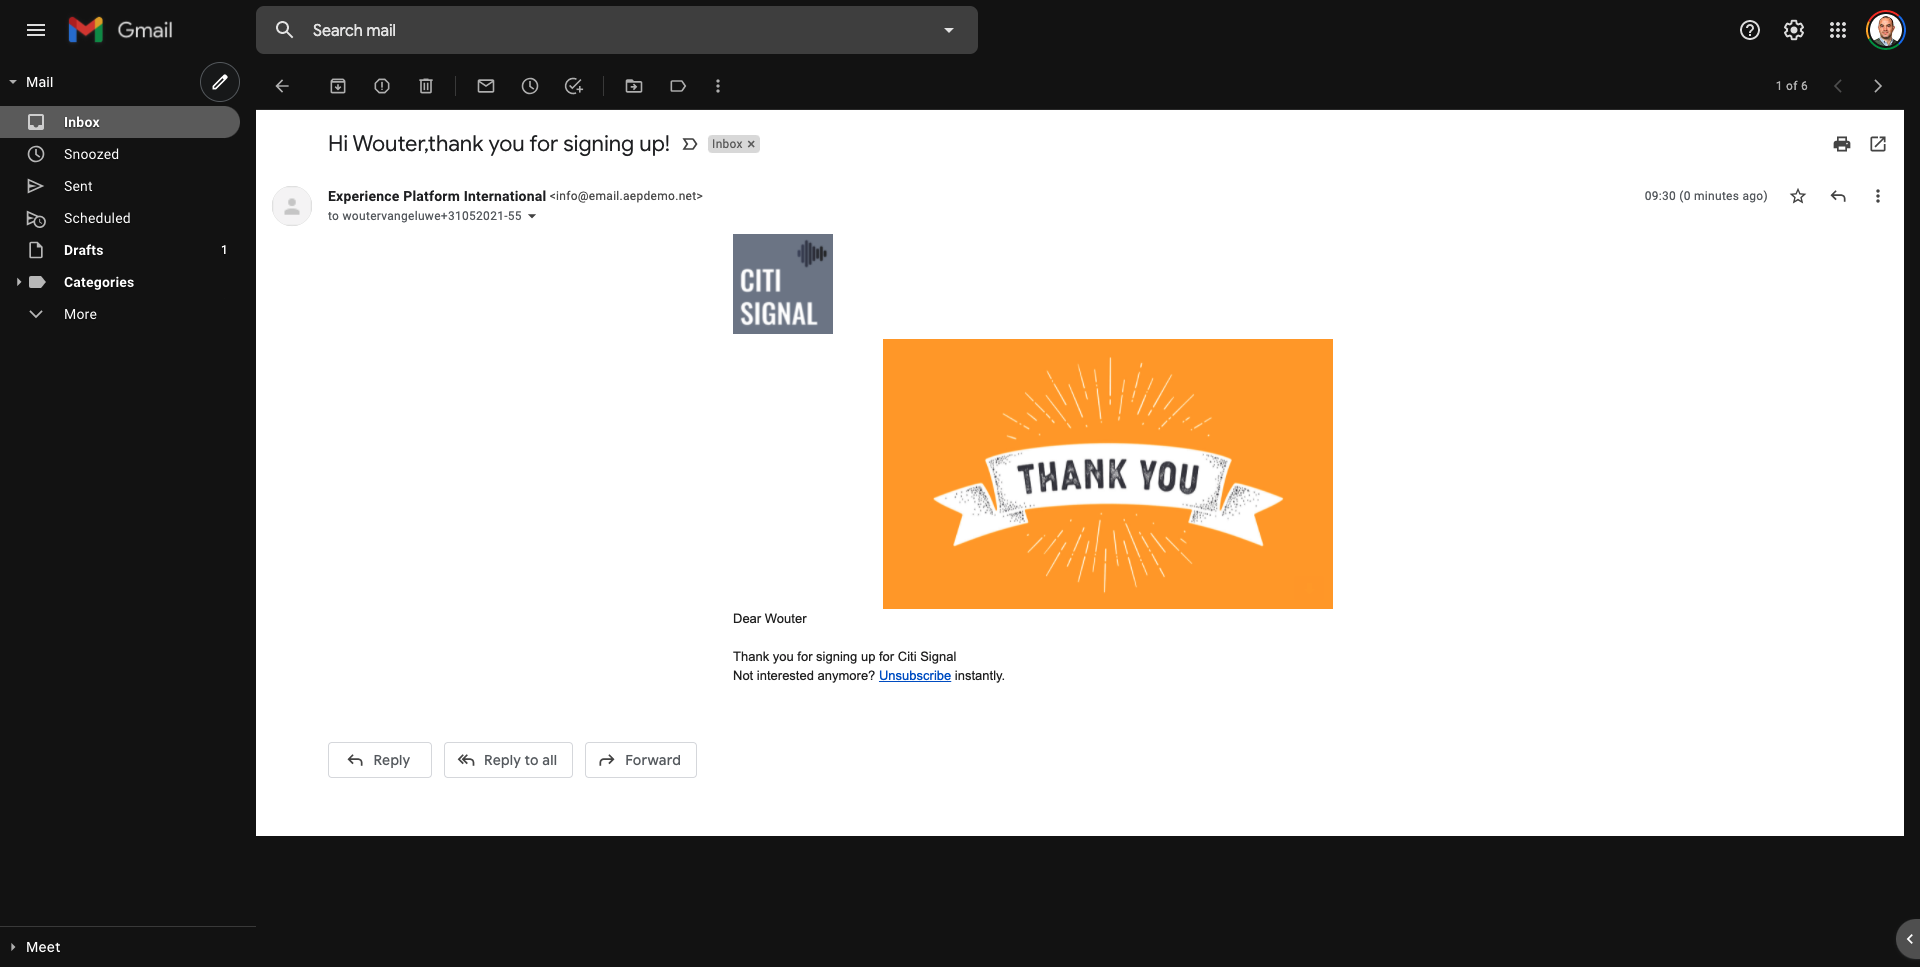 Gmail
Search mail
Mail
Inbox
Snoozed
Sent
Scheduled
Drafts 1
Categories
More
1 of 6
Hi Wouter,thank you for signing up! Inbox ×
Experience Platform International <info@email.aepdemo.net>
09:30 (0 minutes ago)
to woutervangeluwe+31052021-55
CITI
SIGNAL
THANK YOU
Dear Wouter
Thank you for signing up for Citi Signal
Not interested anymore? Unsubscribe instantly.
Reply
Reply to all
Forward
Meet